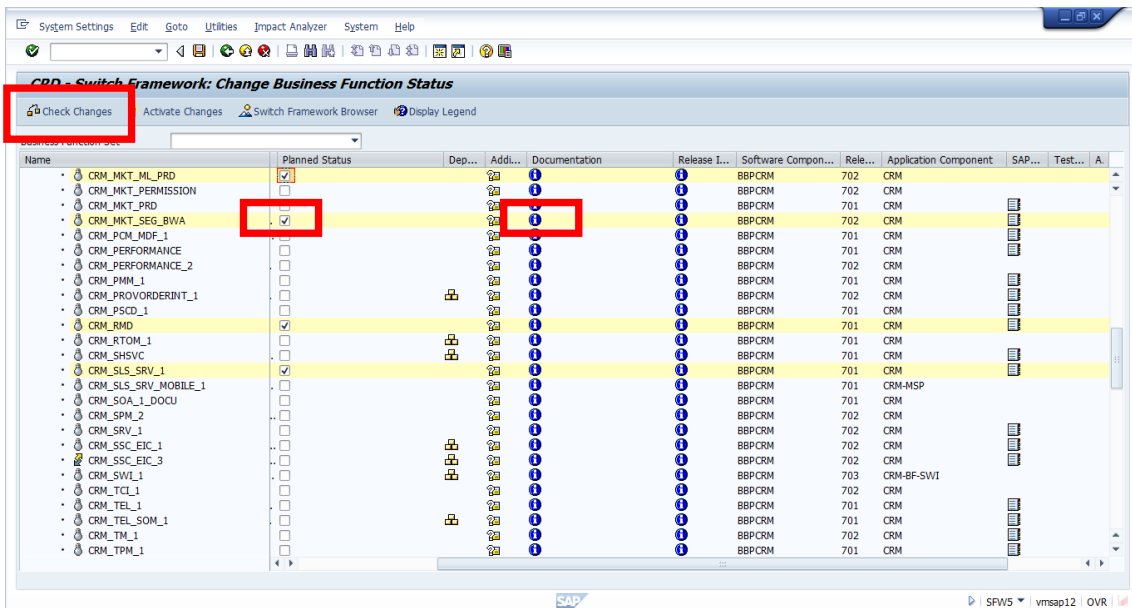 System Settings Edit Goto Utilities Impact Analyzer System Help
CRD - Switch Framework: Change Business Function Status
Check Changes Activate Changes Switch Framework Browser Display Legend
Business Function Set
Name Planned Status Dep... Addi... Documentation Release I... Software Compon... Rele... Application Component SAP... Test... A.
CRM_MKT_ML_PRD BBPCRM 702 CRM
CRM_MKT_PERMISSION BBPCRM 702 CRM
CRM_MKT_PRD BBPCRM 701 CRM
CRM_MKT_SEG_BWA . BBPCRM 702 CRM
CRM_PCM_MDF_1 . BBPCRM 701 CRM
CRM_PERFORMANCE BBPCRM 701 CRM
CRM_PERFORMANCE_2 . BBPCRM 702 CRM
CRM_PMM_1 BBPCRM 701 CRM
CRM_PROVORDERINT_1 . BBPCRM 702 CRM
CRM_PSCD_1 BBPCRM 701 CRM
CRM_RMD BBPCRM 701 CRM
CRM_RTOM_1 BBPCRM 701 CRM
CRM_SHSVC . BBPCRM 701 CRM
CRM_SLS_SRV_1 BBPCRM 701 CRM
CRM_SLS_SRV_MOBILE_1 . BBPCRM 701 CRM-MSP
CRM_SOA_1_DOCU BBPCRM 701 CRM
CRM_SPM_2 .. BBPCRM 702 CRM
CRM_SRV_1 BBPCRM 702 CRM
CRM_SSC_EIC_1 .. BBPCRM 702 CRM
CRM_SSC_EIC_3 .. BBPCRM 702 CRM
CRM_SWI_1 . BBPCRM 703 CRM-BF-SWI
CRM_TCI_1 BBPCRM 702 CRM
CRM_TEL_1 . BBPCRM 701 CRM
CRM_TEL_SOM_1 BBPCRM 701 CRM
CRM_TM_1 BBPCRM 702 CRM
CRM_TPM_1 BBPCRM 701 CRM
SAP SFW5 vmsap12 OVR